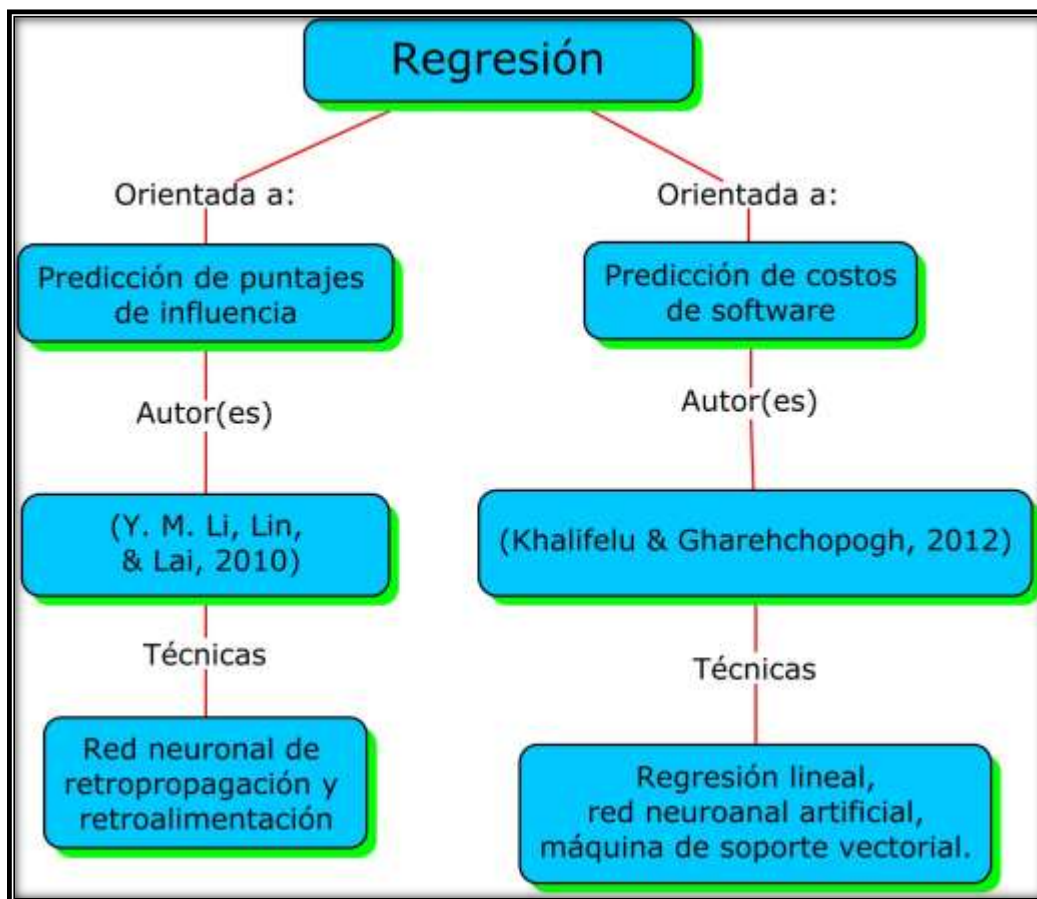 Regresión
Orientada a:
Predicción de puntajes
de influencia
Autor(es)
(Y. M. Li, Lin,
& Lai, 2010)
Técnicas
Red neuronal de
retropropagación y
retroalimentación
Orientada a:
Predicción de costos
de software
Autor(es)
(Khalifelu & Gharehchopogh, 2012)
Técnicas
Regresión lineal,
red neuroanal artificial,
máquina de soporte vectorial.